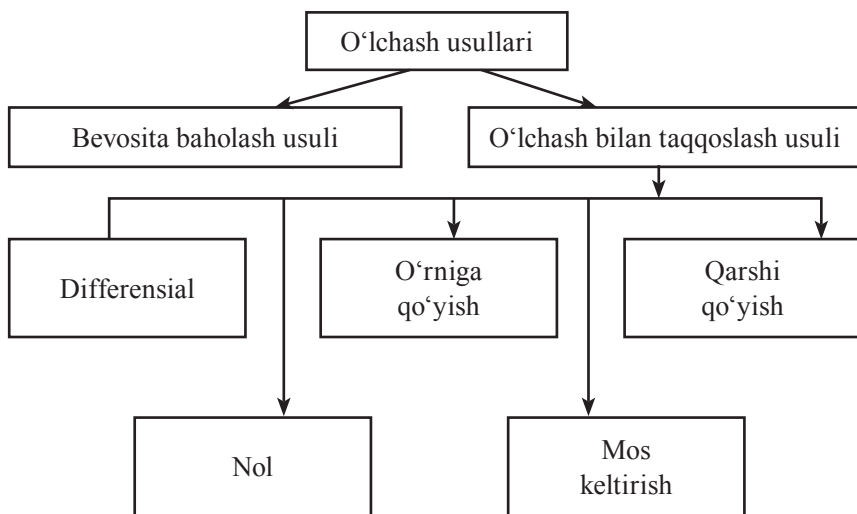 O‘lchash usullari
Bevosita baholash usuli
O‘lchash bilan taqqoslash usuli
Differensial
O‘rniga
qo‘yish
Qarshi
qo‘yish
Nol
Mos
keltirish